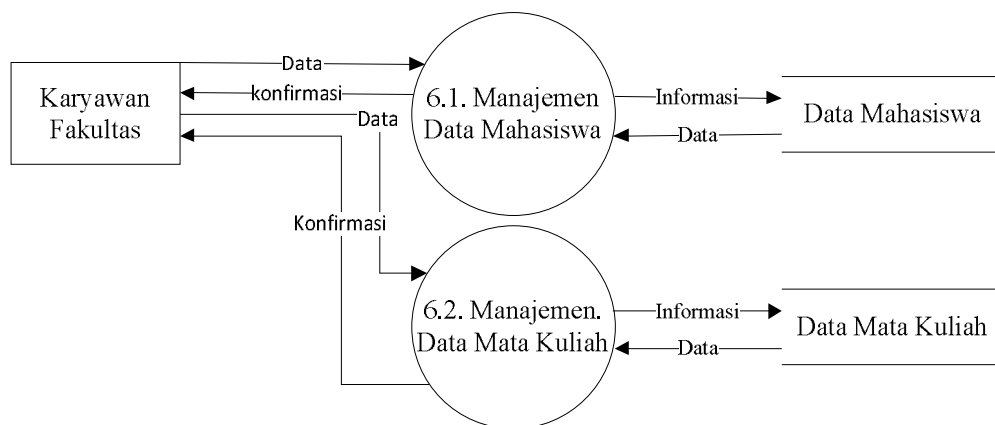 Data
konfirmasi
Data
Karyawan
Fakultas
Konfirmasi
6.1. Manajemen
Data Mahasiswa
Informasi
Data
Data Mahasiswa
6.2. Manajemen.
Data Mata Kuliah
Informasi
Data
Data Mata Kuliah